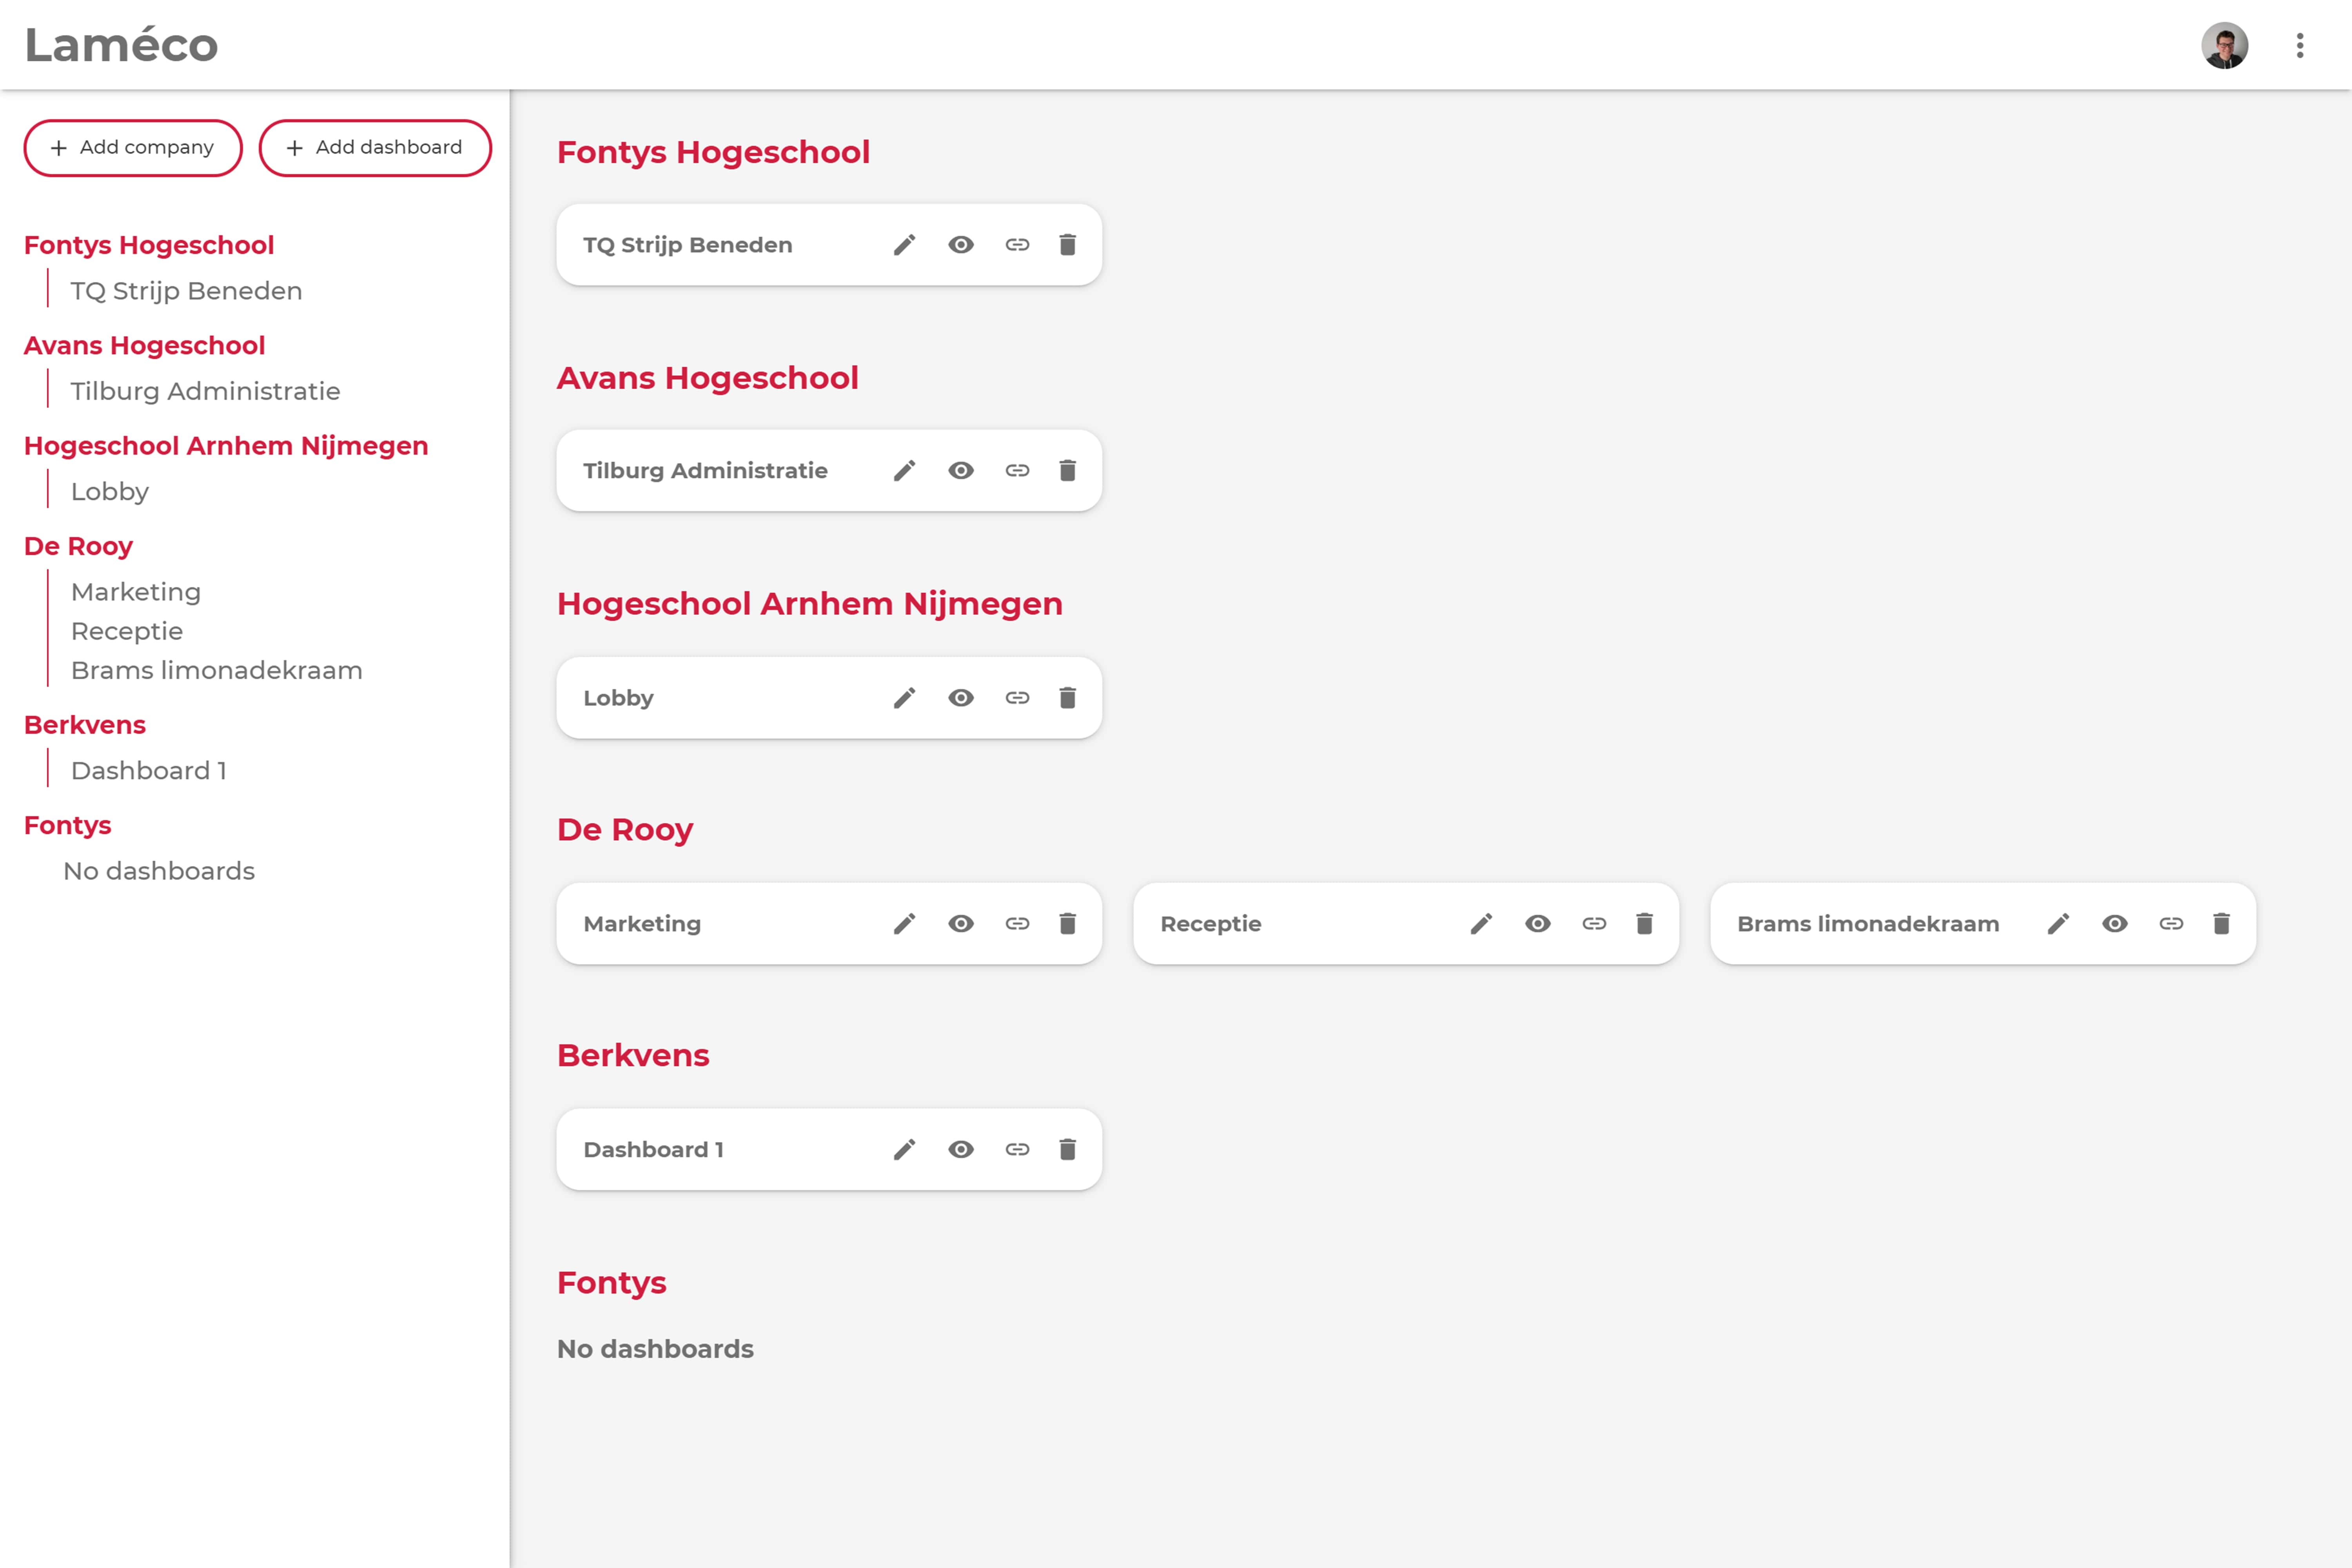 Laméco
+ Add company
+ Add dashboard
Fontys Hogeschool
TQ Strijp Beneden
Avans Hogeschool
Tilburg Administratie
Hogeschool Arnhem Nijmegen
Lobby
De Rooy
Marketing
Receptie
Brams limonadekraam
Berkvens
Dashboard 1
Fontys
No dashboards
Fontys Hogeschool
TQ Strijp Beneden
Avans Hogeschool
Tilburg Administratie
Hogeschool Arnhem Nijmegen
Lobby
De Rooy
Marketing
Receptie
Brams limonadekraam
Berkvens
Dashboard 1
Fontys
No dashboards